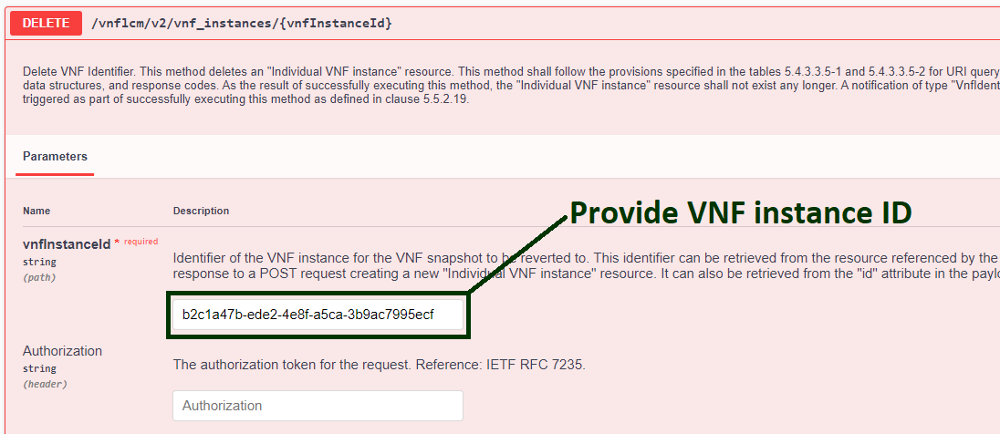 DELETE /vnflcm/v2/vnf_instances/{vnfInstanceId}
Delete VNF Identifier. This method deletes an "Individual VNF instance" resource. This method shall follow the provisions specified in the tables 5.4.3.3.5-1 and 5.4.3.3.5-2 for URI query
data structures, and response codes. As the result of successfully executing this method, the "Individual VNF instance" resource shall not exist any longer. A notification of type "VnfIdent
triggered as part of successfully executing this method as defined in clause 5.5.2.19.
Parameters
Name Description
Provide VNF instance ID
vnfInstanceId * required
string
(path)
Identifier of the VNF instance for the VNF snapshot to be reverted to. This identifier can be retrieved from the resource referenced by the
response to a POST request creating a new "Individual VNF instance" resource. It can also be retrieved from the "id" attribute in the paylo
b2c1a47b-ede2-4e8f-a5ca-3b9ac7995ecf
Authorization
string
(header)
The authorization token for the request. Reference: IETF RFC 7235.
Authorization